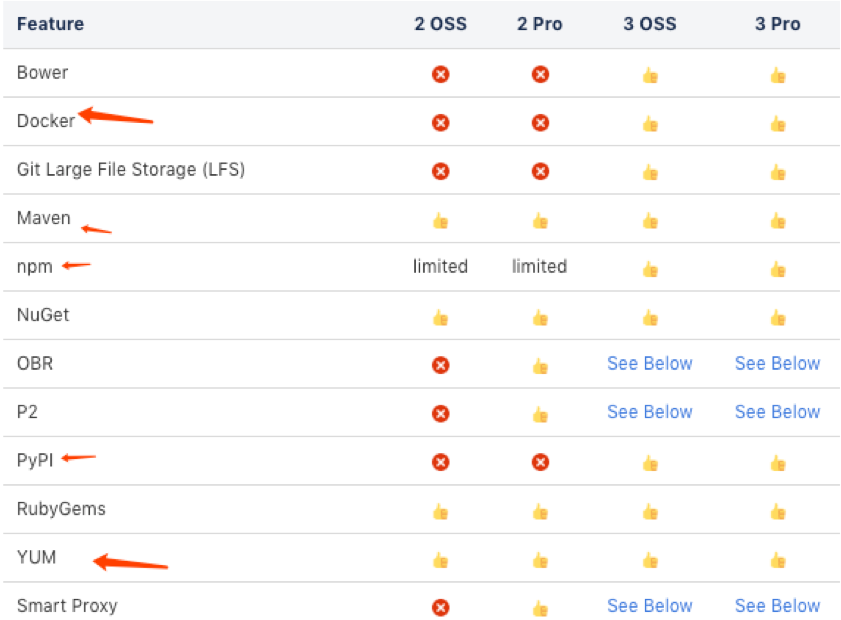 Feature 2 OSS 2 Pro 3 OSS 3 Pro
Bower
Docker
Git Large File Storage (LFS)
Maven
npm limited limited
NuGet
OBR See Below See Below
P2 See Below See Below
PyPI
RubyGems
YUM
Smart Proxy See Below See Below